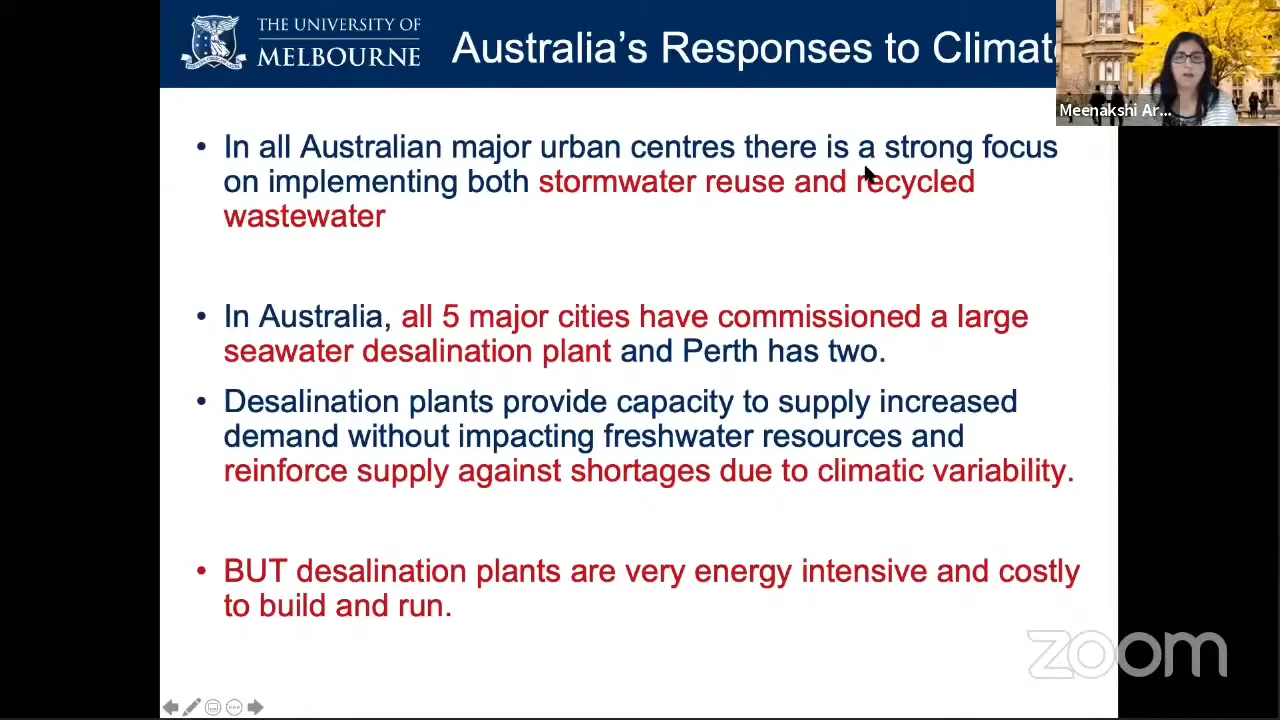 THE UNIVERSITY OF
MELBOURNE
Australia's Responses to Climat
Meenakshi Ar...
• In all Australian major urban centres there is a strong focus
on implementing both stormwater reuse and recycled
wastewater
• In Australia, all 5 major cities have commissioned a large
seawater desalination plant and Perth has two.
• Desalination plants provide capacity to supply increased
demand without impacting freshwater resources and
reinforce supply against shortages due to climatic variability.
• BUT desalination plants are very energy intensive and costly
to build and run.
zoom